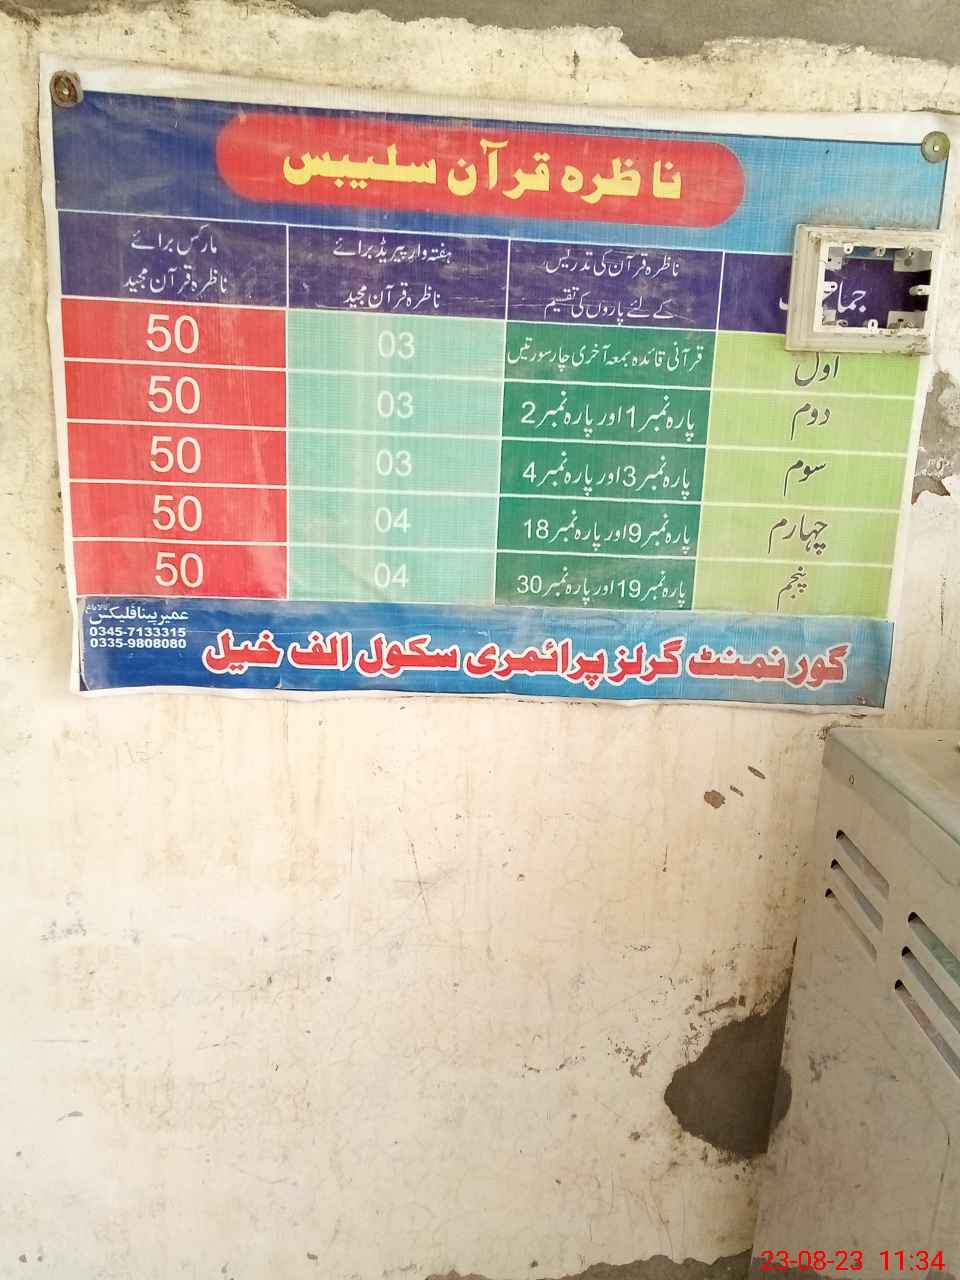 ناظرہ قرآن سلیبس
ناظرہ قرآن کی تدریس کے لئے پاروں کی تقسیم
ہفتہ وار پیریڈ برائے ناظرہ قرآن مجید
مارکس برائے ناظرہ قرآن مجید
اول قرآنی قائدہ بمعہ آخری چار سورتیں 03 50
دوم پارہ نمبر 1 اور پارہ نمبر 2 03 50
سوم پارہ نمبر 3 اور پارہ نمبر 4 03 50
چہارم پارہ نمبر 9 اور پارہ نمبر 18 04 50
پنجم پارہ نمبر 19 اور پارہ نمبر 30 04 50
گورنمنٹ گرلز پرائمری سکول الف خیل
عمیر پینا فلیکس
0345-7133315
0335-9808080
23-08-23 11:34